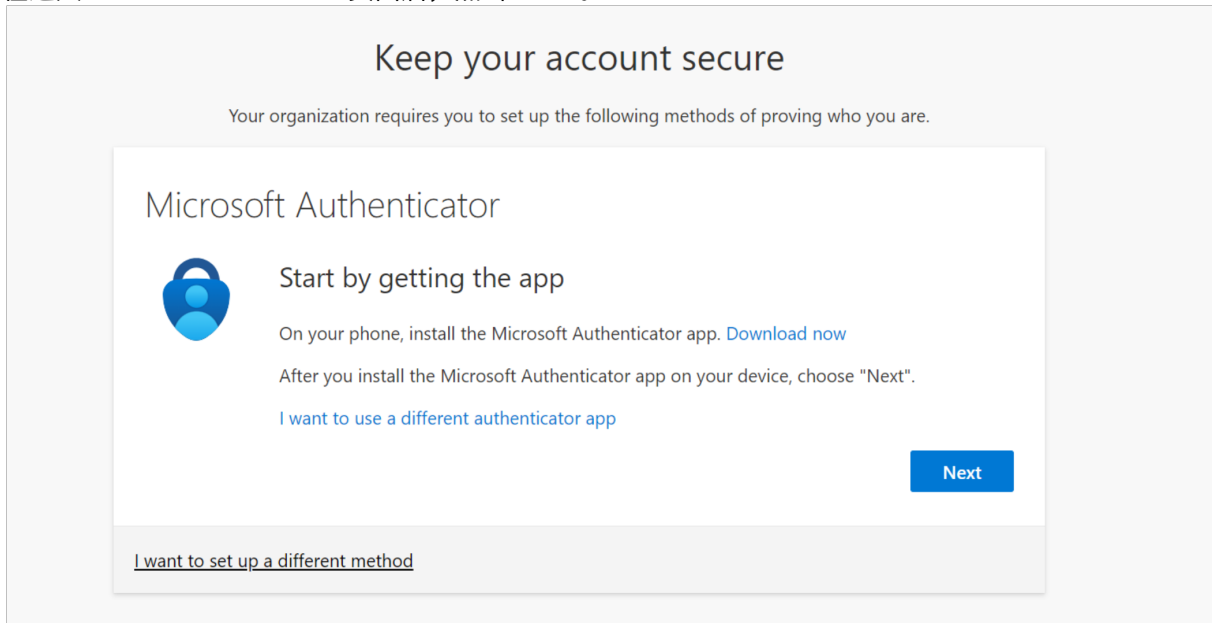 Keep your account secure
Your organization requires you to set up the following methods of proving who you are.
Microsoft Authenticator
Start by getting the app
On your phone, install the Microsoft Authenticator app. Download now
After you install the Microsoft Authenticator app on your device, choose "Next".
I want to use a different authenticator app
Next
I want to set up a different method